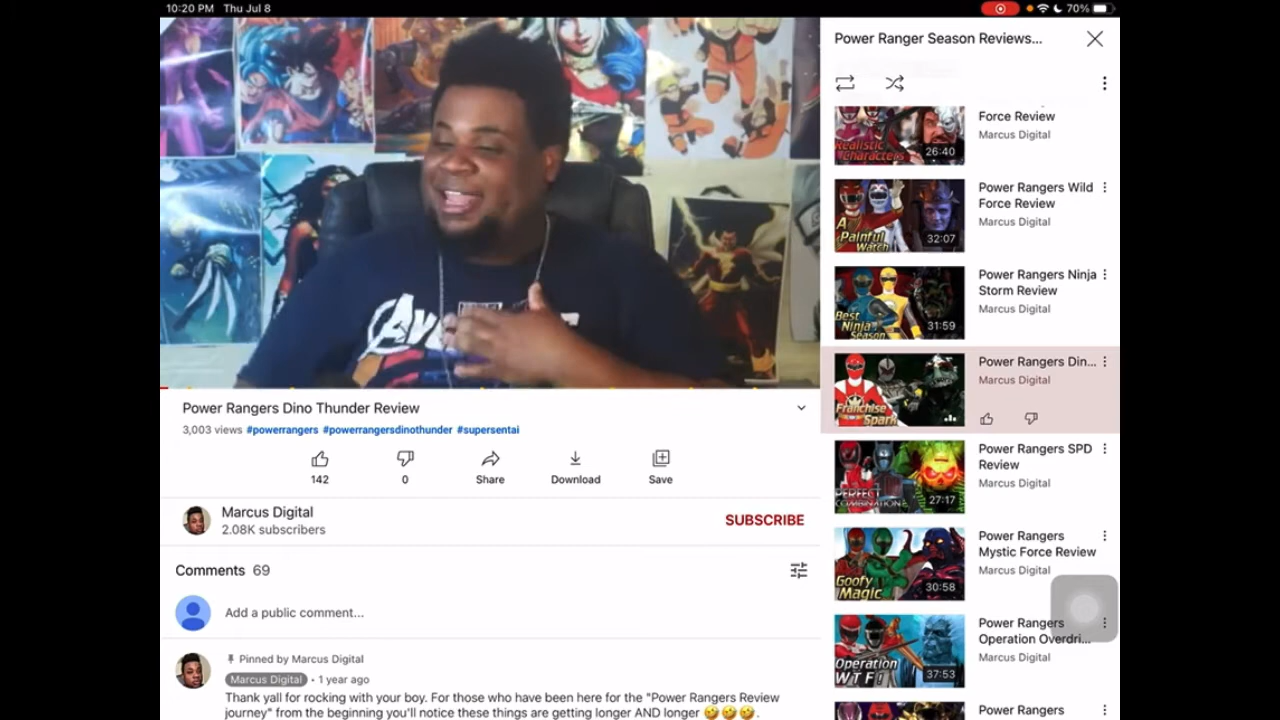 10:20 PM Thu Jul 8
70%
Power Rangers Dino Thunder Review
3,003 views #powerrangers #powerrangersdinothunder #supersentai
142
0
Share
Download
Save
Marcus Digital
2.08K subscribers
SUBSCRIBE
Comments 69
Add a public comment...
Pinned by Marcus Digital
Marcus Digital • 1 year ago
Thank yall for rocking with your boy. For those who have been here for the "Power Rangers Review
journey" from the beginning you'll notice these things are getting longer AND longer 🤣🤣🤣.
Power Ranger Season Reviews...
Realistic
Characters
26:40
Force Review
Marcus Digital
A
Painful
Watch
32:07
Power Rangers Wild
Force Review
Marcus Digital
Best
Ninja
Season
31:59
Power Rangers Ninja
Storm Review
Marcus Digital
Franchise
Spark
Power Rangers Din...
Marcus Digital
PERFECT
COMBINATION
27:17
Power Rangers SPD
Review
Marcus Digital
Goofy
Magic
30:58
Power Rangers
Mystic Force Review
Marcus Digital
Operation
WTF!
37:53
Power Rangers
Operation Overdri...
Marcus Digital
Power Rangers